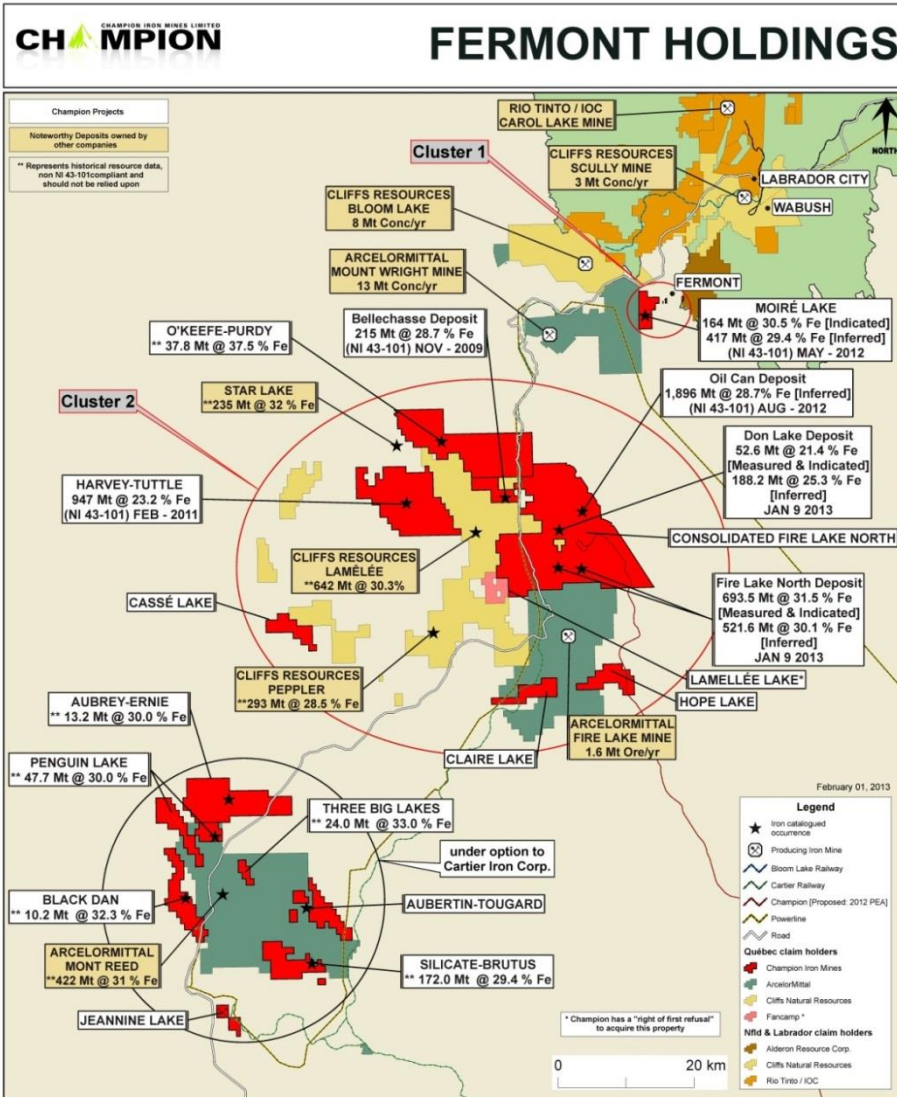 CHAMPION IRON MINES LIMITED
CHAMPION
FERMONT HOLDINGS
Champion Projects
Noteworthy Deposits owned by
other companies
** Represents historical resource data,
non NI 43-101compliant and
should not be relied upon
RIO TINTO / IOC
CAROL LAKE MINE
NORTH
Cluster 1
CLIFFS RESOURCES
SCULLY MINE
3 Mt Conc/yr
LABRADOR CITY
WABUSH
CLIFFS RESOURCES
BLOOM LAKE
8 Mt Conc/yr
ARCELORMITTAL
MOUNT WRIGHT MINE
13 Mt Conc/yr
FERMONT
MOIRÉ LAKE
164 Mt @ 30.5 % Fe [Indicated]
417 Mt @ 29.4 % Fe [Inferred]
(NI 43-101) MAY - 2012
Bellechasse Deposit
215 Mt @ 28.7 % Fe
(NI 43-101) NOV - 2009
O'KEEFE-PURDY
** 37.8 Mt @ 37.5 % Fe
Oil Can Deposit
1,896 Mt @ 28.7% Fe [Inferred]
(NI 43-101) AUG - 2012
STAR LAKE
**235 Mt @ 32 % Fe
Cluster 2
Don Lake Deposit
52.6 Mt @ 21.4 % Fe
[Measured & Indicated]
188.2 Mt @ 25.3 % Fe
[Inferred]
JAN 9 2013
HARVEY-TUTTLE
947 Mt @ 23.2 % Fe
(NI 43-101) FEB - 2011
CONSOLIDATED FIRE LAKE NORTH
CLIFFS RESOURCES
LAMÊLÉE
**642 Mt @ 30.3%
Fire Lake North Deposit
693.5 Mt @ 31.5 % Fe
[Measured & Indicated]
521.6 Mt @ 30.1 % Fe
[Inferred]
JAN 9 2013
CASSÉ LAKE
CLIFFS RESOURCES
PEPPLER
**293 Mt @ 28.5 % Fe
LAMELLÉE LAKE*
HOPE LAKE
AUBREY-ERNIE
** 13.2 Mt @ 30.0 % Fe
ARCELORMITTAL
FIRE LAKE MINE
1.6 Mt Ore/yr
CLAIRE LAKE
PENGUIN LAKE
** 47.7 Mt @ 30.0 % Fe
THREE BIG LAKES
** 24.0 Mt @ 33.0 % Fe
under option to
Cartier Iron Corp.
BLACK DAN
** 10.2 Mt @ 32.3 % Fe
AUBERTIN-TOUGARD
ARCELORMITTAL
MONT REED
**422 Mt @ 31 % Fe
SILICATE-BRUTUS
** 172.0 Mt @ 29.4 % Fe
JEANNINE LAKE
* Champion has a "right of first refusal"
to acquire this property
0 20 km
February 01, 2013
Legend
Iron catalogued
occurrence
Producing Iron Mine
Bloom Lake Railway
Cartier Railway
Champion [Proposed: 2012 PEA]
Powerline
Road
Québec claim holders
Champion Iron Mines
ArcelorMittal
Cliffs Natural Resources
Fancamp *
Nfld & Labrador claim holders
Alderon Resource Corp.
Cliffs Natural Resources
Rio Tinto / IOC